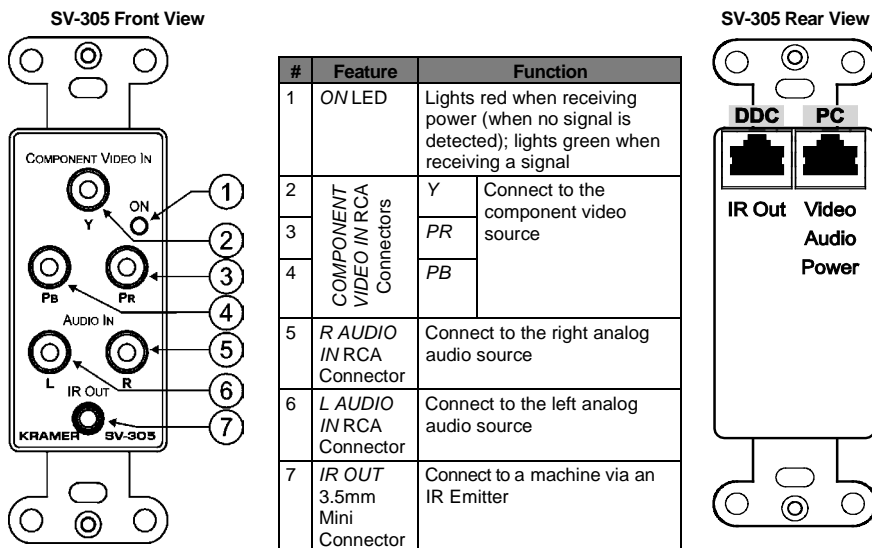 SV-305 Front View
COMPONENT VIDEO IN
ON
Y
PB
PR
AUDIO IN
L
R
IR OUT
KRAMER SV-305
1
2
3
4
5
6
7
# Feature Function
1 ON LED Lights red when receiving
power (when no signal is
detected); lights green when
receiving a signal
2 COMPONENT
VIDEO IN RCA
Connectors
Y Connect to the
component video
source
3 PR
4 PB
5 R AUDIO
IN RCA
Connector
Connect to the right analog
audio source
6 L AUDIO
IN RCA
Connector
Connect to the left analog
audio source
7 IR OUT
3.5mm
Mini
Connector
Connect to a machine via an
IR Emitter
SV-305 Rear View
DDC PC
IR Out
Video
Audio
Power